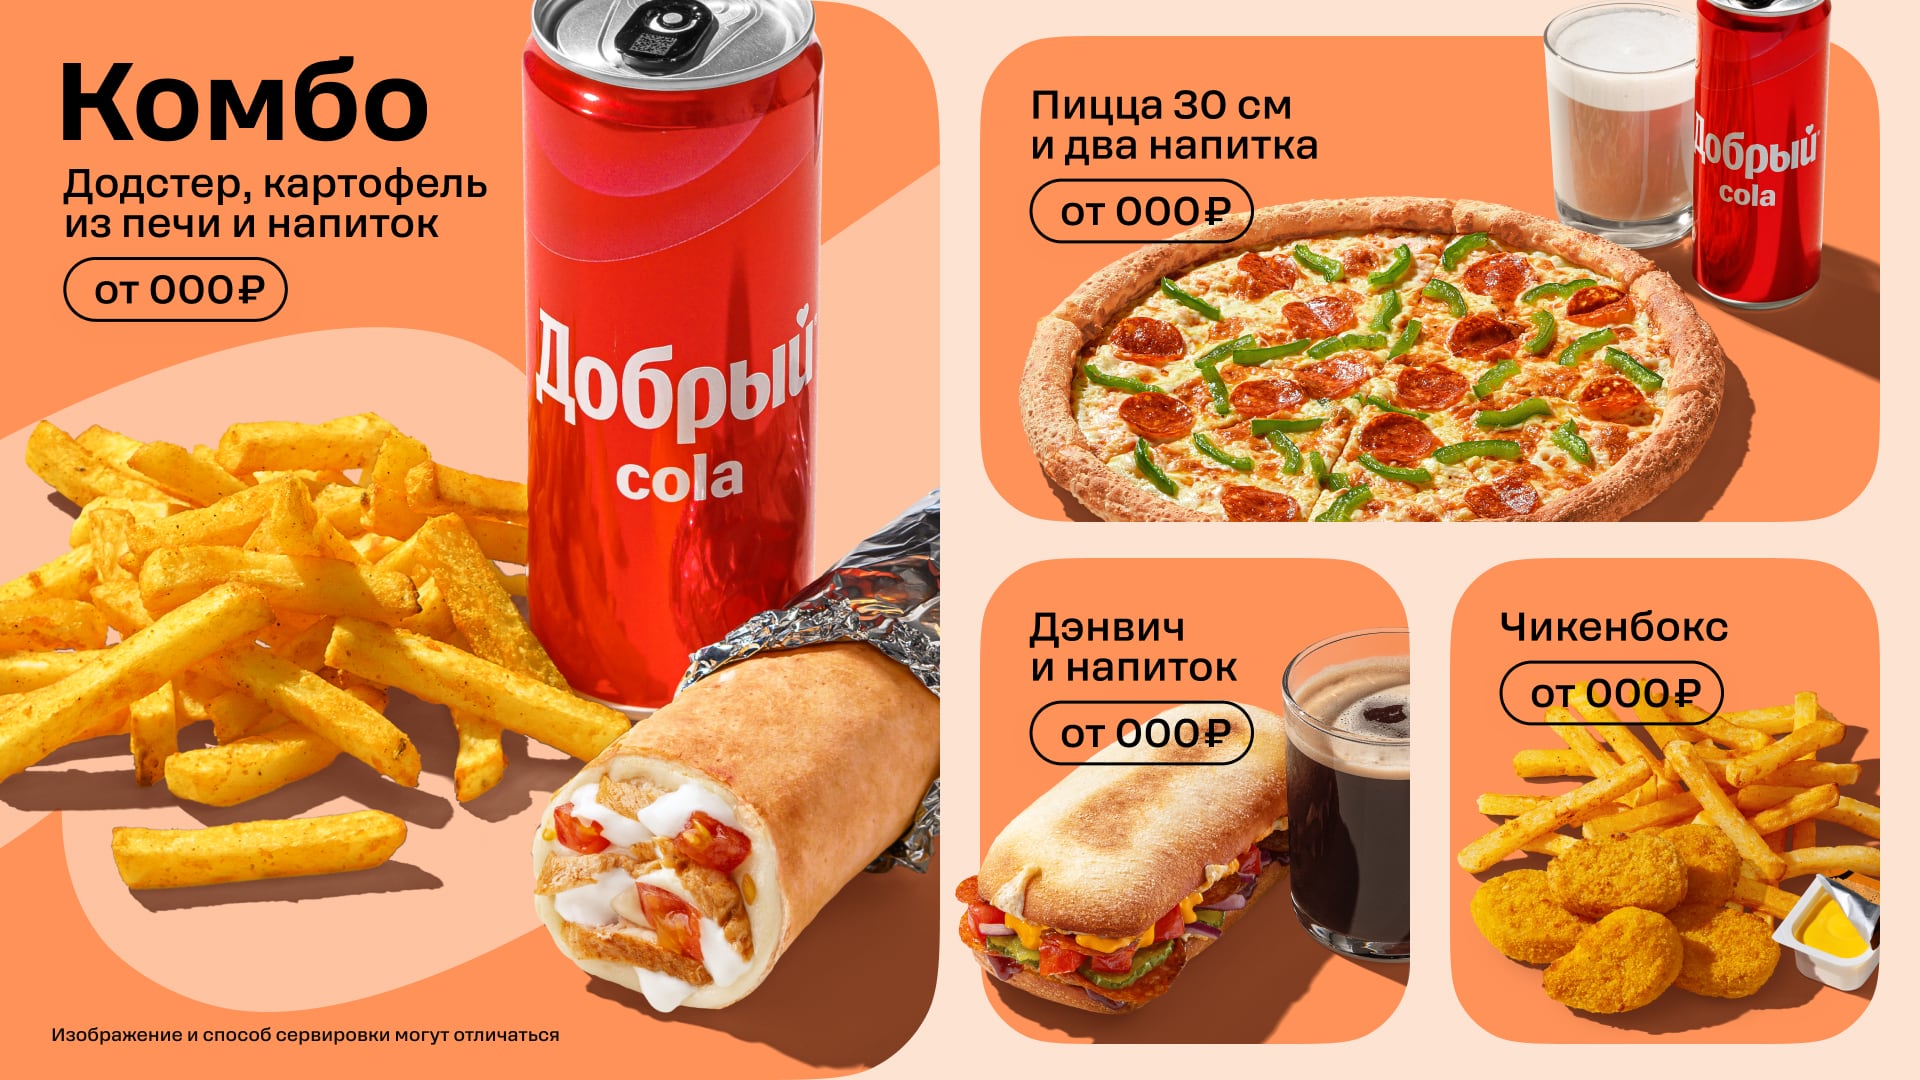 Комбо
Додстер, картофель
из печи и напиток
от 000₽
Добрый
cola
Изображение и способ сервировки могут отличаться
Пицца 30 см
и два напитка
от 000₽
Добрый
cola
Дэнвич
и напиток
от 000₽
Чикенбокс
от 000₽